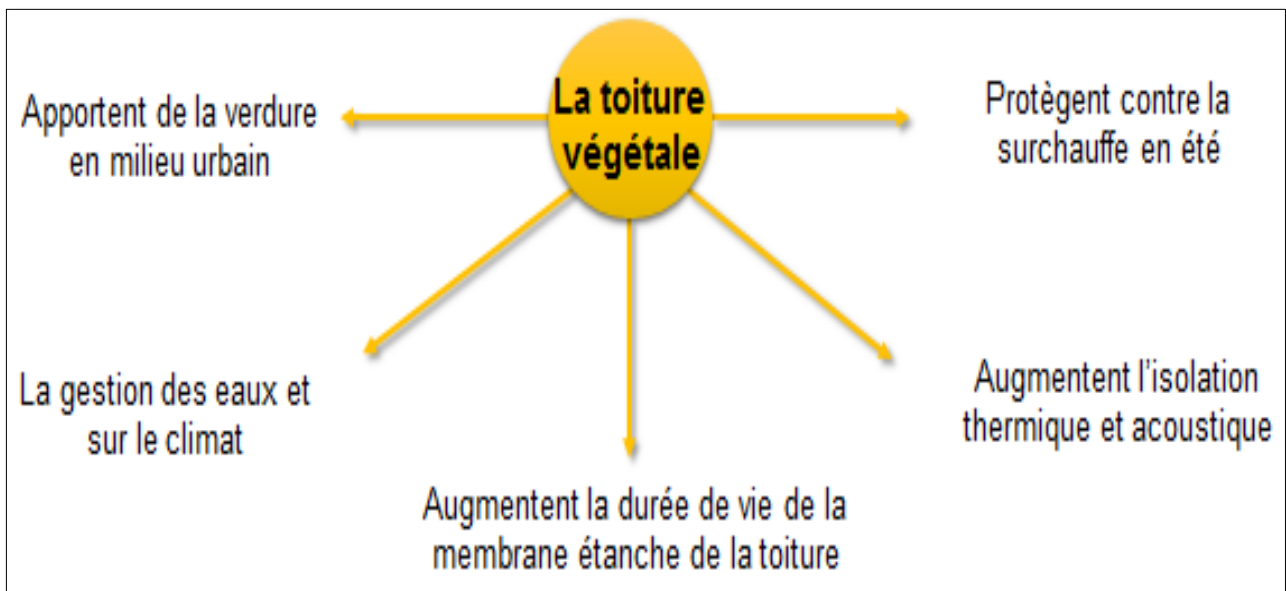 La toiture
végétale
Apportent de la verdure
en milieu urbain
Protègent contre la
surchauffe en été
La gestion des eaux et
sur le climat
Augmentent l'isolation
thermique et acoustique
Augmentent la durée de vie de la
membrane étanche de la toiture